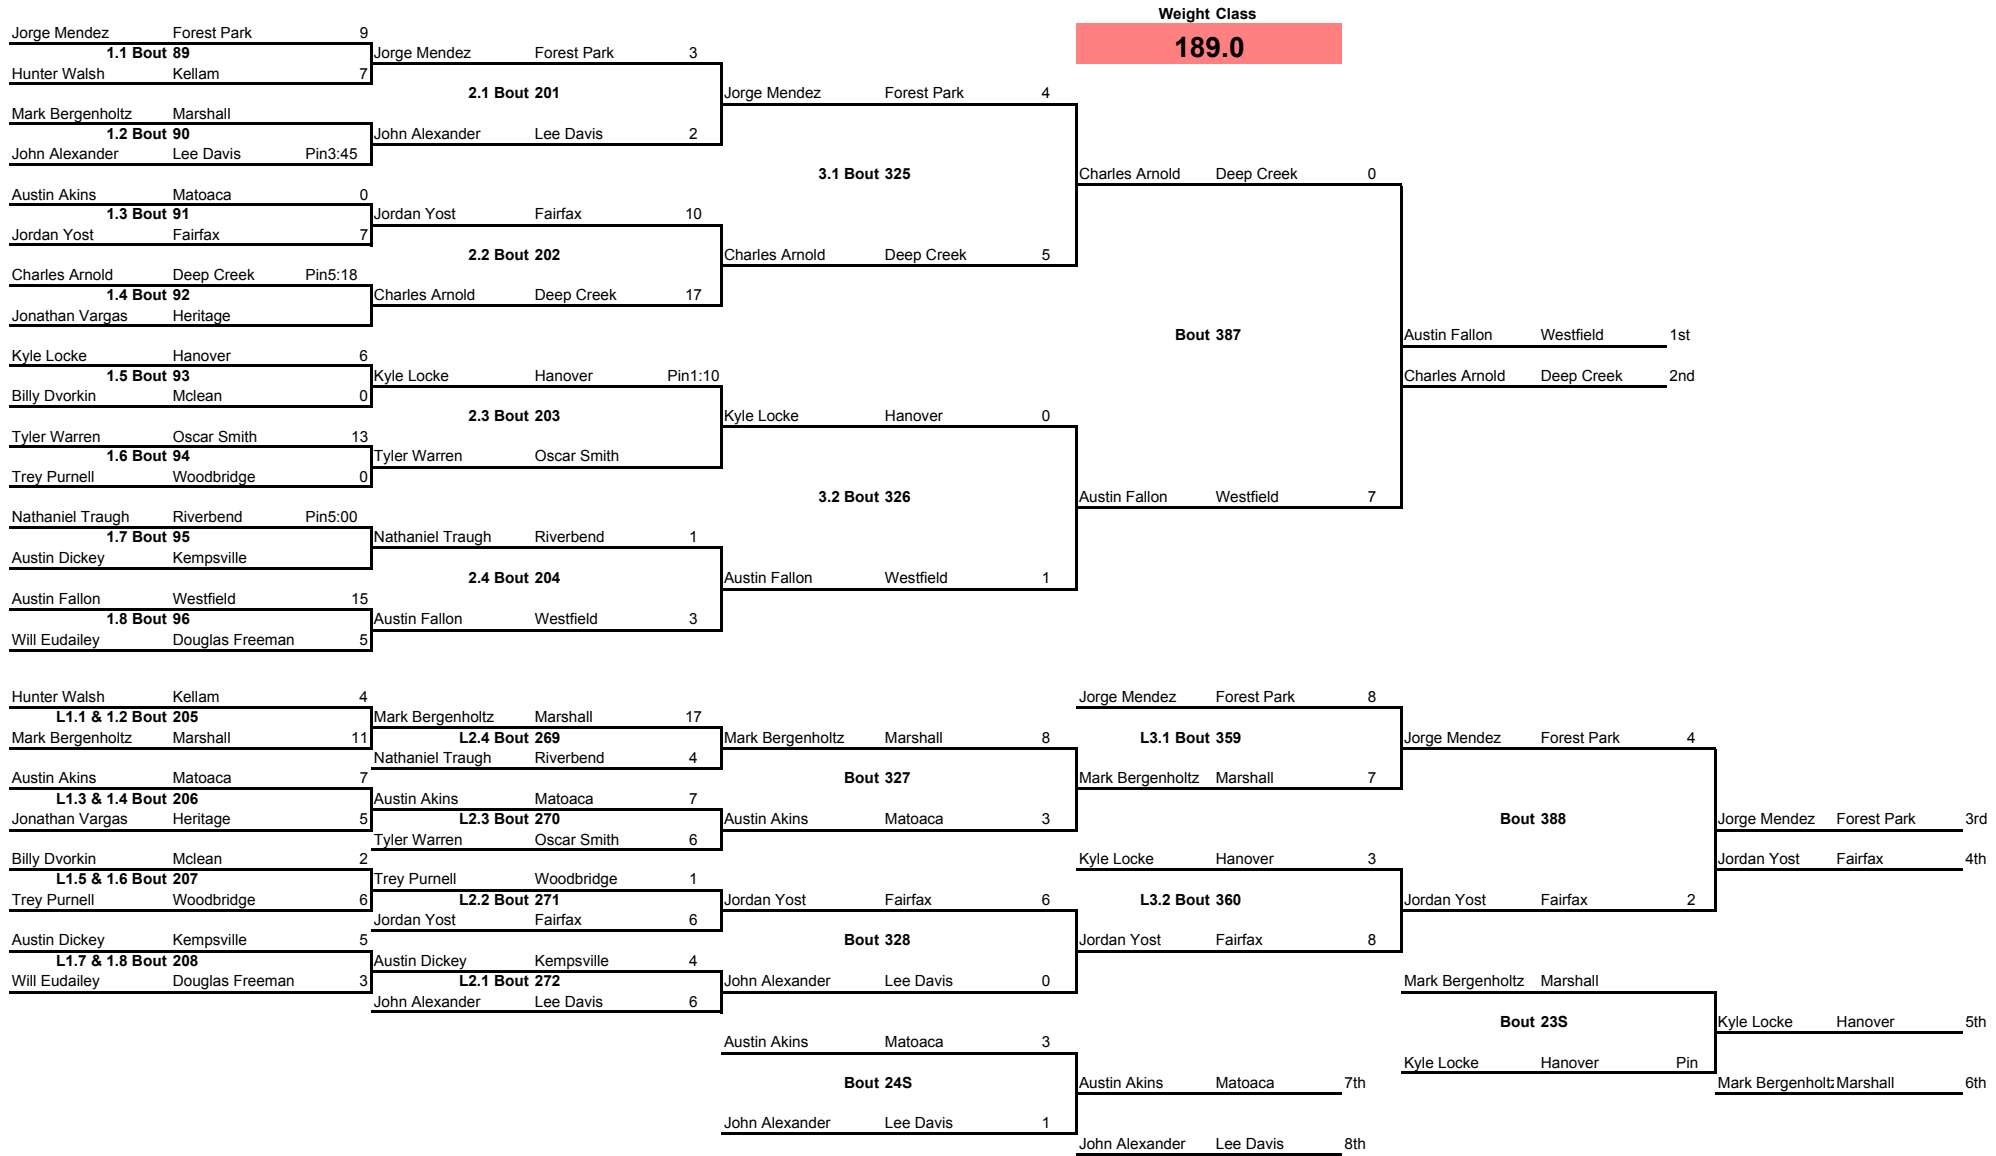 Weight Class
189.0
Jorge Mendez Forest Park 9
1.1 Bout 89
Hunter Walsh Kellam 7
Mark Bergenholtz Marshall
1.2 Bout 90
John Alexander Lee Davis Pin3:45
Austin Akins Matoaca 0
1.3 Bout 91
Jordan Yost Fairfax 7
Charles Arnold Deep Creek Pin5:18
1.4 Bout 92
Jonathan Vargas Heritage
Kyle Locke Hanover 6
1.5 Bout 93
Billy Dvorkin Mclean 0
Tyler Warren Oscar Smith 13
1.6 Bout 94
Trey Purnell Woodbridge 0
Nathaniel Traugh Riverbend Pin5:00
1.7 Bout 95
Austin Dickey Kempsville
Austin Fallon Westfield 15
1.8 Bout 96
Will Eudailey Douglas Freeman 5
Jorge Mendez Forest Park 3
2.1 Bout 201
John Alexander Lee Davis 2
Jordan Yost Fairfax 10
2.2 Bout 202
Charles Arnold Deep Creek 17
Kyle Locke Hanover Pin1:10
2.3 Bout 203
Tyler Warren Oscar Smith
Nathaniel Traugh Riverbend 1
2.4 Bout 204
Austin Fallon Westfield 3
Jorge Mendez Forest Park 4
3.1 Bout 325
Charles Arnold Deep Creek 5
Kyle Locke Hanover 0
3.2 Bout 326
Austin Fallon Westfield 1
Charles Arnold Deep Creek 0
Bout 387
Austin Fallon Westfield 7
Austin Fallon Westfield 1st
Charles Arnold Deep Creek 2nd
Hunter Walsh Kellam 4
L1.1 & 1.2 Bout 205
Mark Bergenholtz Marshall 11
Austin Akins Matoaca 7
L1.3 & 1.4 Bout 206
Jonathan Vargas Heritage 5
Billy Dvorkin Mclean 2
L1.5 & 1.6 Bout 207
Trey Purnell Woodbridge 6
Austin Dickey Kempsville 5
L1.7 & 1.8 Bout 208
Will Eudailey Douglas Freeman 3
Mark Bergenholtz Marshall 17
L2.4 Bout 269
Nathaniel Traugh Riverbend 4
Austin Akins Matoaca 7
L2.3 Bout 270
Tyler Warren Oscar Smith 6
Trey Purnell Woodbridge 1
L2.2 Bout 271
Jordan Yost Fairfax 6
Austin Dickey Kempsville 4
L2.1 Bout 272
John Alexander Lee Davis 6
Mark Bergenholtz Marshall 8
Bout 327
Austin Akins Matoaca 3
Jordan Yost Fairfax 6
Bout 328
John Alexander Lee Davis 0
Austin Akins Matoaca 3
Bout 24S
John Alexander Lee Davis 1
Jorge Mendez Forest Park 8
L3.1 Bout 359
Mark Bergenholtz Marshall 7
Kyle Locke Hanover 3
L3.2 Bout 360
Jordan Yost Fairfax 8
Austin Akins Matoaca 7th
John Alexander Lee Davis 8th
Jorge Mendez Forest Park 4
Bout 388
Jordan Yost Fairfax 2
Mark Bergenholtz Marshall
Bout 23S
Kyle Locke Hanover Pin
Jorge Mendez Forest Park 3rd
Jordan Yost Fairfax 4th
Kyle Locke Hanover 5th
Mark Bergenholtz Marshall 6th